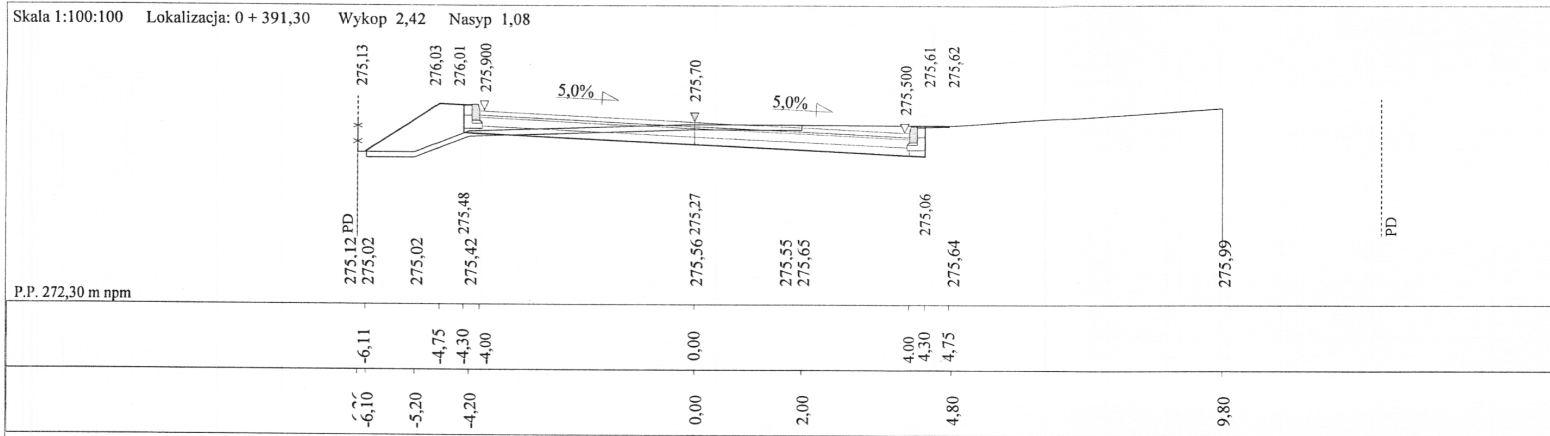 Skala 1:100:100 Lokalizacja: 0 + 391,30 Wykop 2,42 Nasyp 1,08
275,13 276,03 276,01 275,900 275,70 275,500 275,61 275,62
5,0% 5,0%
275,48 275,27 275,06
PD PD
275,12 275,02 275,02 275,42 275,56 275.55 275,65 275,64 275,99
P.P. 272,30 m npm
-6,11 -4,75 -4,30 -4,00 0,00 4.00 4,30 4,75
-6,10 -5,20 -4,20 0,00 2,00 4,80 9,80